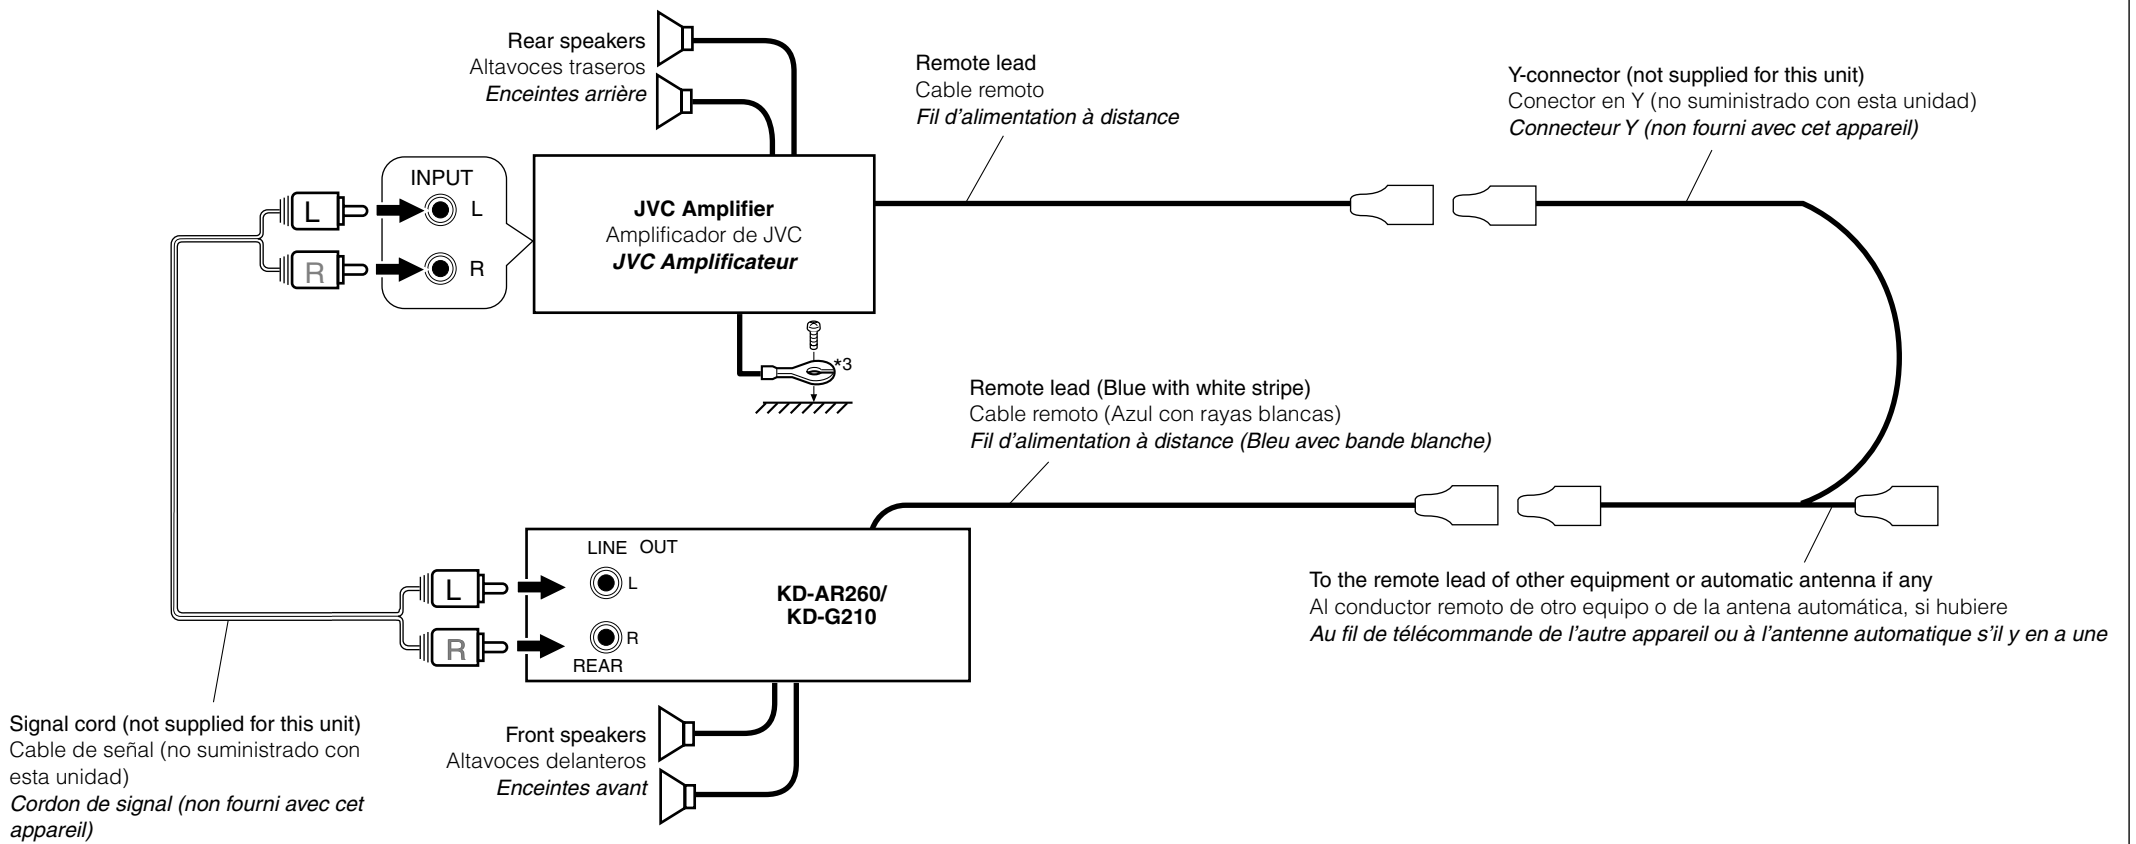 Rear speakers
Altavoces traseros
Enceintes arrière
Remote lead
Cable remoto
Fil d'alimentation à distance
Y-connector (not supplied for this unit)
Conector en Y (no suministrado con esta unidad)
Connecteur Y (non fourni avec cet appareil)
INPUT
L
L
R
R
JVC Amplifier
Amplificador de JVC
JVC Amplificateur
*3
Remote lead (Blue with white stripe)
Cable remoto (Azul con rayas blancas)
Fil d'alimentation à distance (Bleu avec bande blanche)
LINE OUT
L
L
R
R
REAR
KD-AR260/
KD-G210
To the remote lead of other equipment or automatic antenna if any
Al conductor remoto de otro equipo o de la antena automática, si hubiere
Au fil de télécommande de l'autre appareil ou à l'antenne automatique s'il y en a une
Signal cord (not supplied for this unit)
Cable de señal (no suministrado con
esta unidad)
Cordon de signal (non fourni avec cet
appareil)
Front speakers
Altavoces delanteros
Enceintes avant